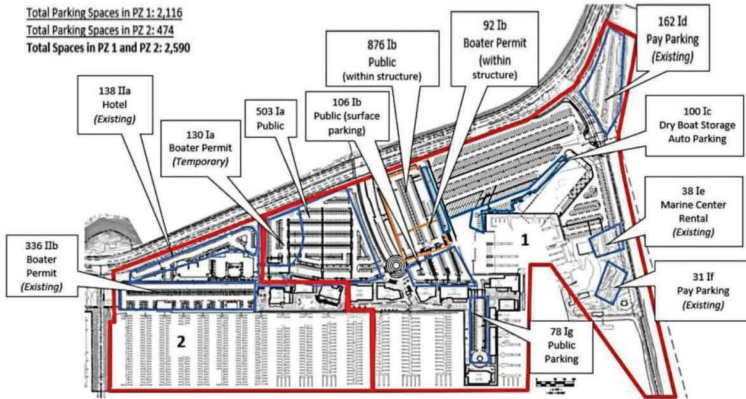 Total Parking Spaces in PZ 1: 2,116
Total Parking Spaces in PZ 2: 474
Total Spaces in PZ 1 and PZ 2: 2,590
138 IIa
Hotel
(Existing)
130 Ia
Boater Permit
(Temporary)
503 Ia
Public
106 Ib
Public (surface
parking)
876 Ib
Public
(within structure)
92 Ib
Boater Permit
(within
structure)
162 Id
Pay Parking
(Existing)
100 Ic
Dry Boat Storage
Auto Parking
38 Ie
Marine Center
Rental
(Existing)
31 If
Pay Parking
(Existing)
336 IIb
Boater
Permit
(Existing)
78 Ig
Public
Parking
1
2